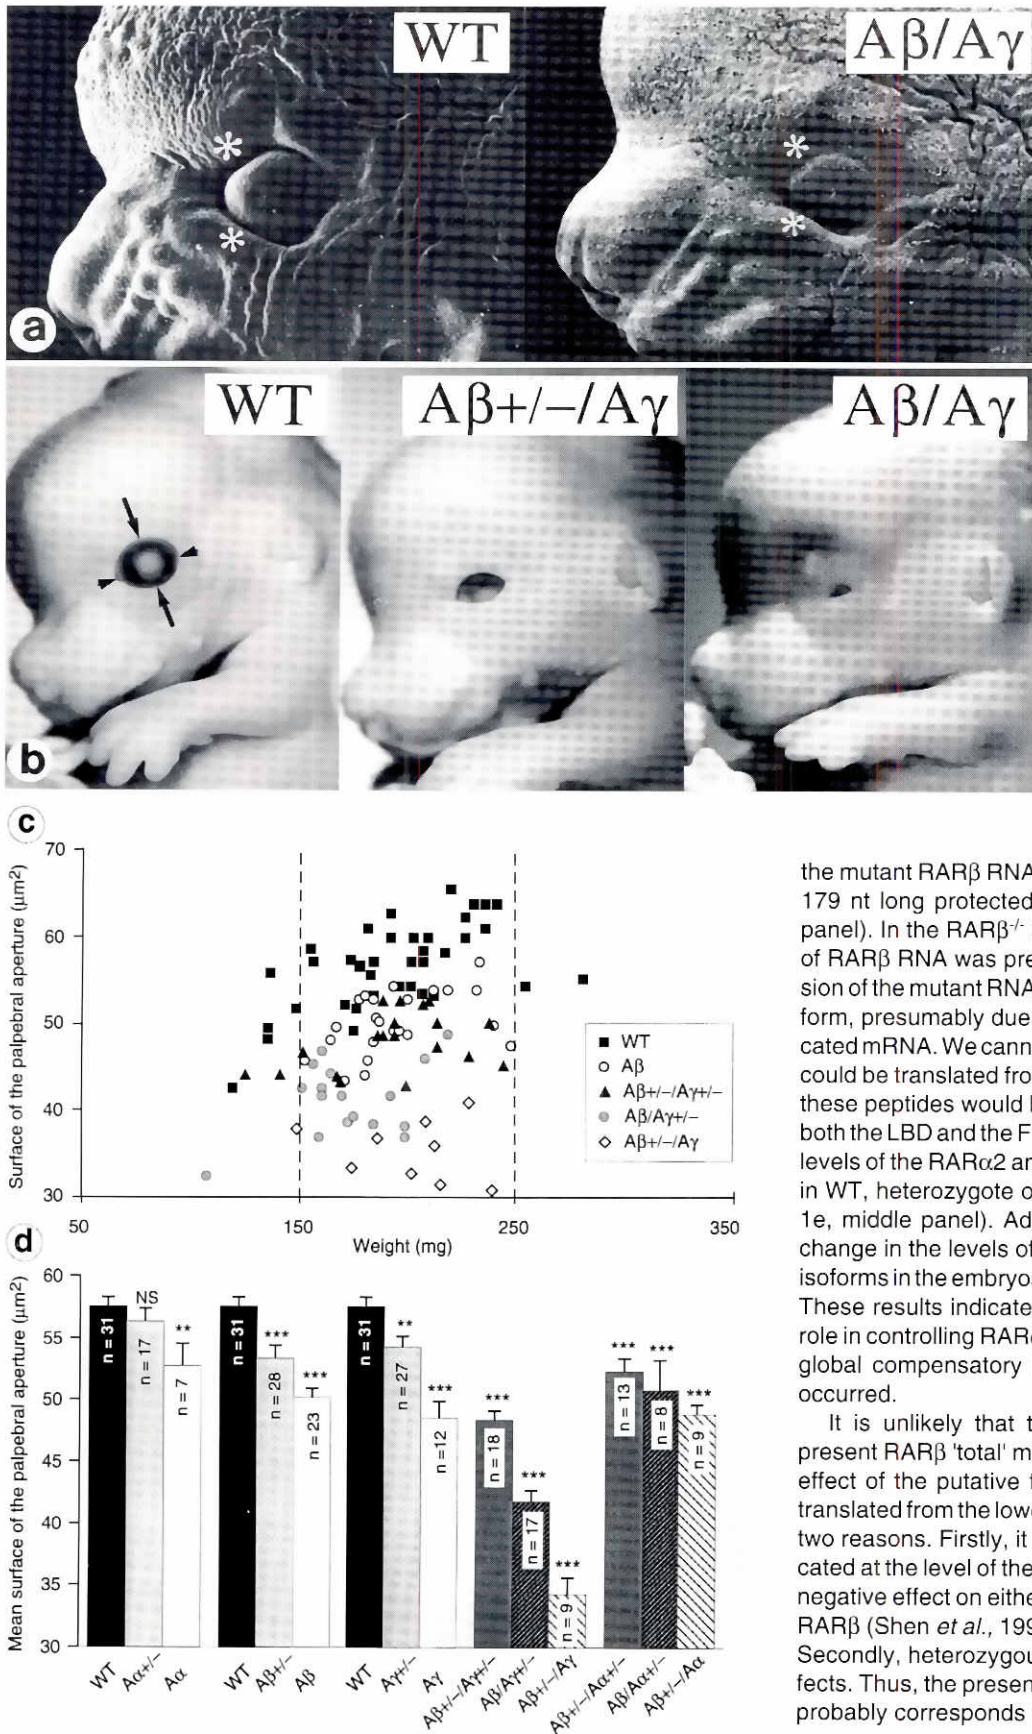 WT
Aβ/Aγ
*
*
*
*
a
WT
Aβ+/−/Aγ
Aβ/Aγ
b
c
Surface of the palpebral aperture (µm2)
70
60
50
40
30
50
150
250
350
Weight (mg)
WT
Aβ
Aβ+/−/Aγ+/−
Aβ/Aγ+/−
Aβ+/−/Aγ
d
Mean surface of the palpebral aperture (µm2)
60
55
50
45
40
35
30
n = 31
NS
n = 17
**
n = 7
n = 31
***
n = 28
***
n = 23
n = 31
**
n = 27
***
n = 12
***
n = 18
***
n = 17
***
n = 9
***
n = 13
***
n = 8
***
n = 9
WT
Aα+/−
Aα
WT
Aβ+/−
Aβ
WT
Aγ+/−
Aγ
Aβ+/−/Aγ+/−
Aβ/Aγ+/−
Aβ+/−/Aγ
Aβ+/−/Aα+/−
Aβ/Aα+/−
Aβ+/−/Aα
the mutant RARβ RNA
179 nt long protected
panel). In the RARβ-/-
of RARβ RNA was pre
sion of the mutant RNA
form, presumably due
cated mRNA. We cann
could be translated fro
these peptides would l
both the LBD and the F
levels of the RARα2 an
in WT, heterozygote o
1e, middle panel). Ad
change in the levels of
isoforms in the embryo
These results indicate
role in controlling RAR
global compensatory
occurred.
It is unlikely that t
present RARβ 'total' m
effect of the putative f
translated from the low
two reasons. Firstly, it
cated at the level of the
negative effect on eithe
RARβ (Shen et al., 199
Secondly, heterozygou
fects. Thus, the presen
probably corresponds